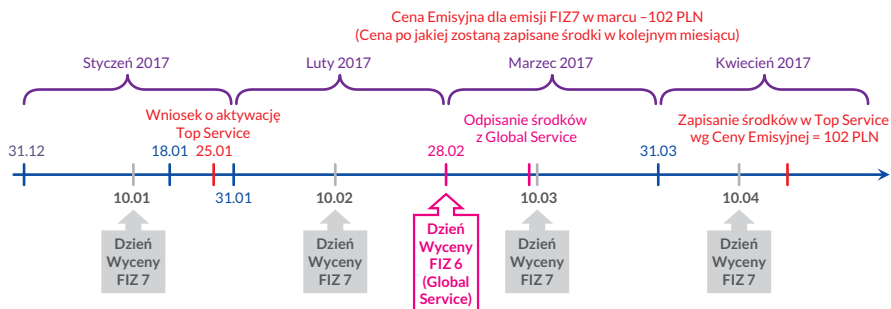 Cena Emisyjna dla emisji FIZ7 w marcu –102 PLN
(Cena po jakiej zostaną zapisane środki w kolejnym miesiącu)
Styczeń 2017
Luty 2017
Marzec 2017
Kwiecień 2017
Wniosek o aktywację
Top Service
Odpisanie środków
z Global Service
Zapisanie środków w Top Service
wg Ceny Emisyjnej = 102 PLN
31.12
18.01
25.01
28.02
31.03
10.01
31.01
10.02
10.03
10.04
Dzień
Wyceny
FIZ 7
Dzień
Wyceny
FIZ 7
Dzień
Wyceny
FIZ 6
(Global
Service)
Dzień
Wyceny
FIZ 7
Dzień
Wyceny
FIZ 7